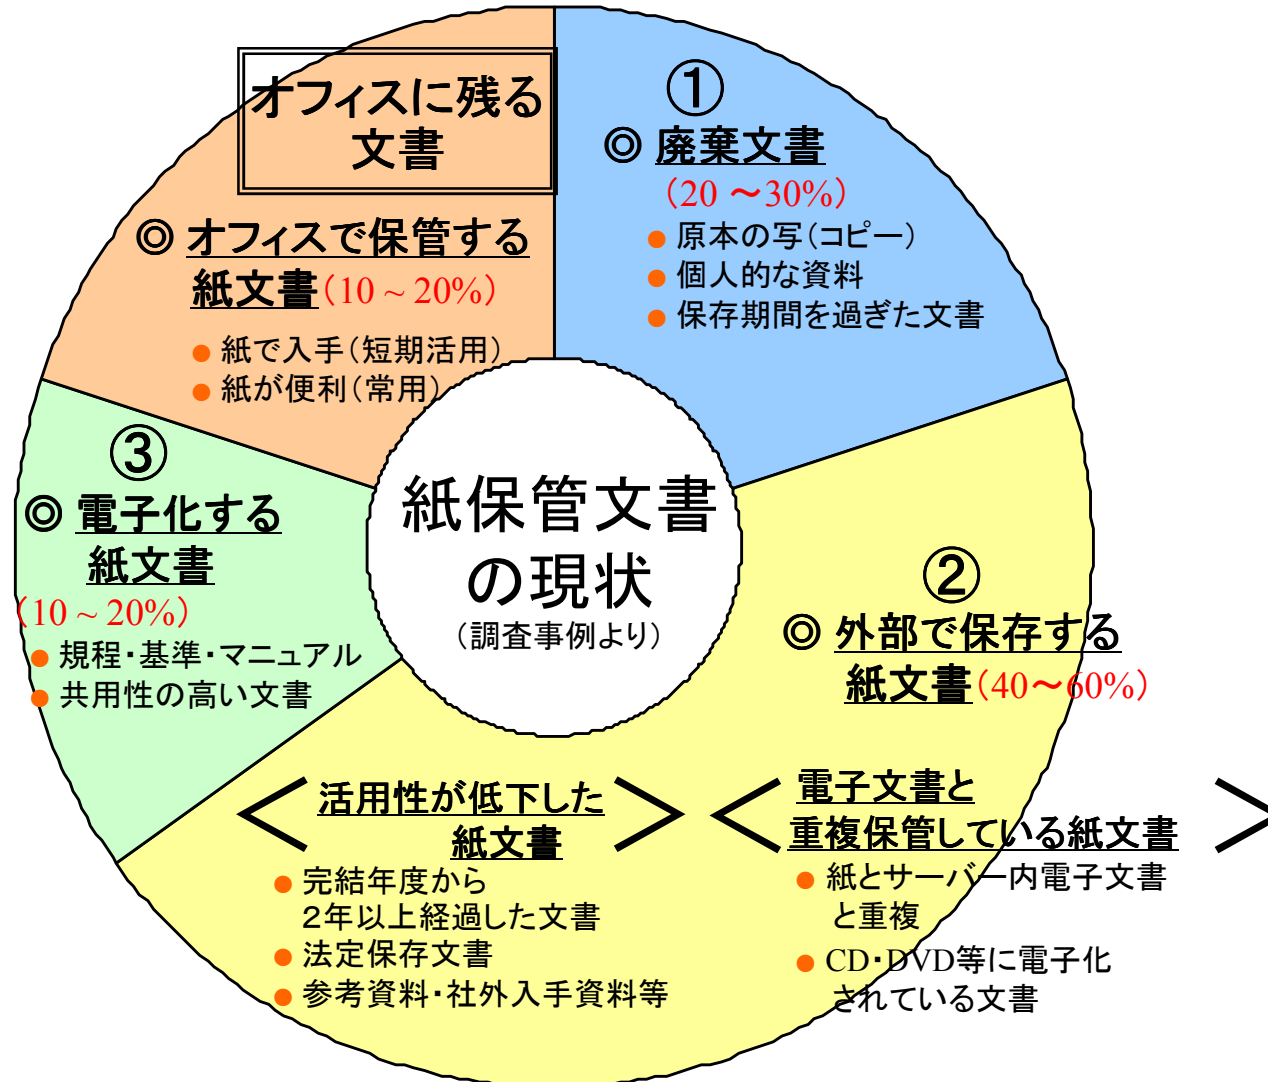 オフィスに残る
文書
◎ オフィスで保管する
紙文書（10 ~ 20%）
● 紙で入手（短期活用）
● 紙が便利（常用）
①
◎ 廃棄文書
（20 ～30%）
● 原本の写（コピー）
● 個人的な資料
● 保存期間を過ぎた文書
②
◎ 外部で保存する
紙文書（40～60%）
＜ 活用性が低下した
紙文書 ＞
● 完結年度から
２年以上経過した文書
● 法定保存文書
● 参考資料・社外入手資料等
＜ 電子文書と
重複保管している紙文書 ＞
● 紙とサーバー内電子文書
と重複
● CD・DVD等に電子化
されている文書
③
◎ 電子化する
紙文書
（10 ~ 20%）
● 規程・基準・マニュアル
● 共用性の高い文書
紙保管文書
の現状
（調査事例より）